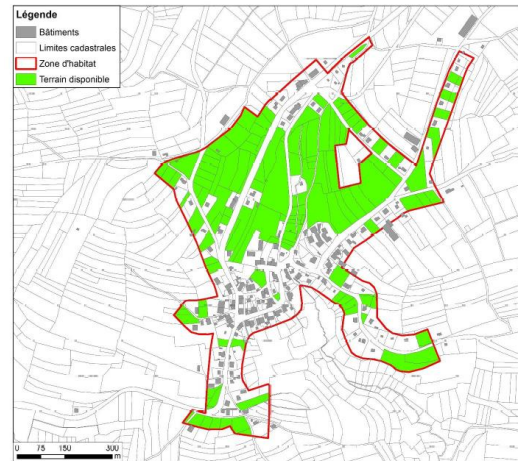 Légende
Bâtiments
Limites cadastrales
Zone d'habitat
Terrain disponible
0 75 150 300
m